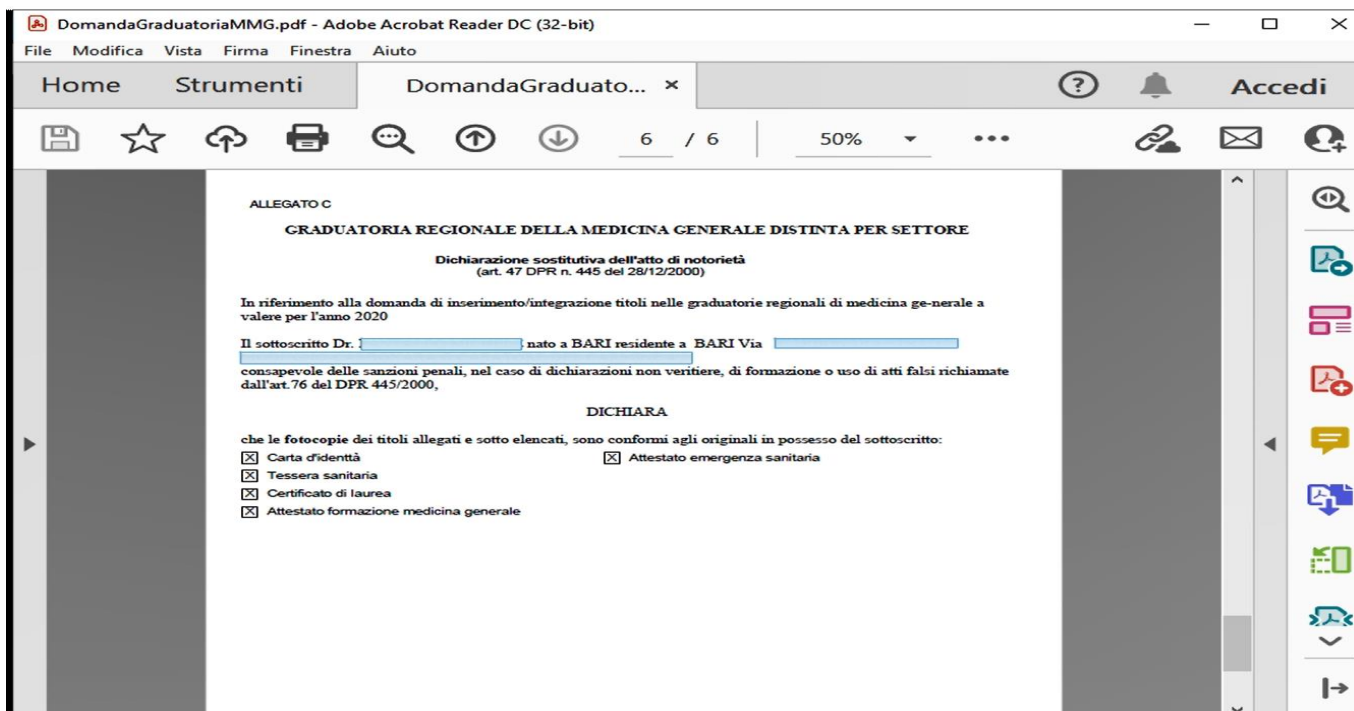 DomandaGraduatoriaMMG.pdf - Adobe Acrobat Reader DC (32-bit)
File Modifica Vista Firma Finestra Aiuto
Home Strumenti DomandaGraduato... × Accedi
6 / 6 50%
ALLEGATO C
GRADUATORIA REGIONALE DELLA MEDICINA GENERALE DISTINTA PER SETTORE
Dichiarazione sostitutiva dell'atto di notorietà
(art. 47 DPR n. 445 del 28/12/2000)
In riferimento alla domanda di inserimento/integrazione titoli nelle graduatorie regionali di medicina ge-nerale a
valere per l'anno 2020
Il sottoscritto Dr. nato a BARI residente a BARI Via
consapevole delle sanzioni penali, nel caso di dichiarazioni non veritiere, di formazione o uso di atti falsi richiamate
dall'art.76 del DPR 445/2000,
DICHIARA
che le fotocopie dei titoli allegati e sotto elencati, sono conformi agli originali in possesso del sottoscritto:
Carta d'identtà Attestato emergenza sanitaria
Tessera sanitaria
Certificato di laurea
Attestato formazione medicina generale